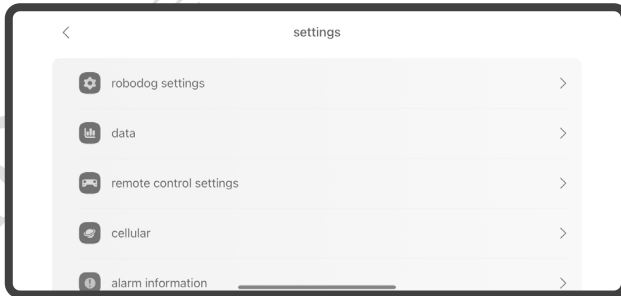 settings
robodog settings
data
remote control settings
cellular
alarm information